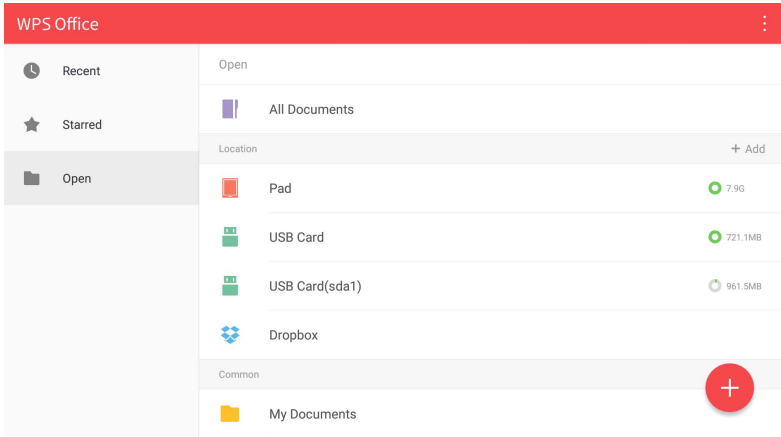 WPS Office
Recent
Starred
Open
Open
All Documents
Location
+ Add
Pad
7.9G
USB Card
721.1MB
USB Card(sda1)
961.5MB
Dropbox
Common
My Documents